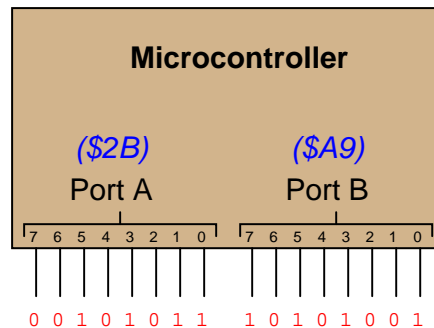 Microcontroller
($2B) ($A9)
Port A Port B
7 6 5 4 3 2 1 0 7 6 5 4 3 2 1 0
0 0 1 0 1 0 1 1 1 0 1 0 1 0 0 1